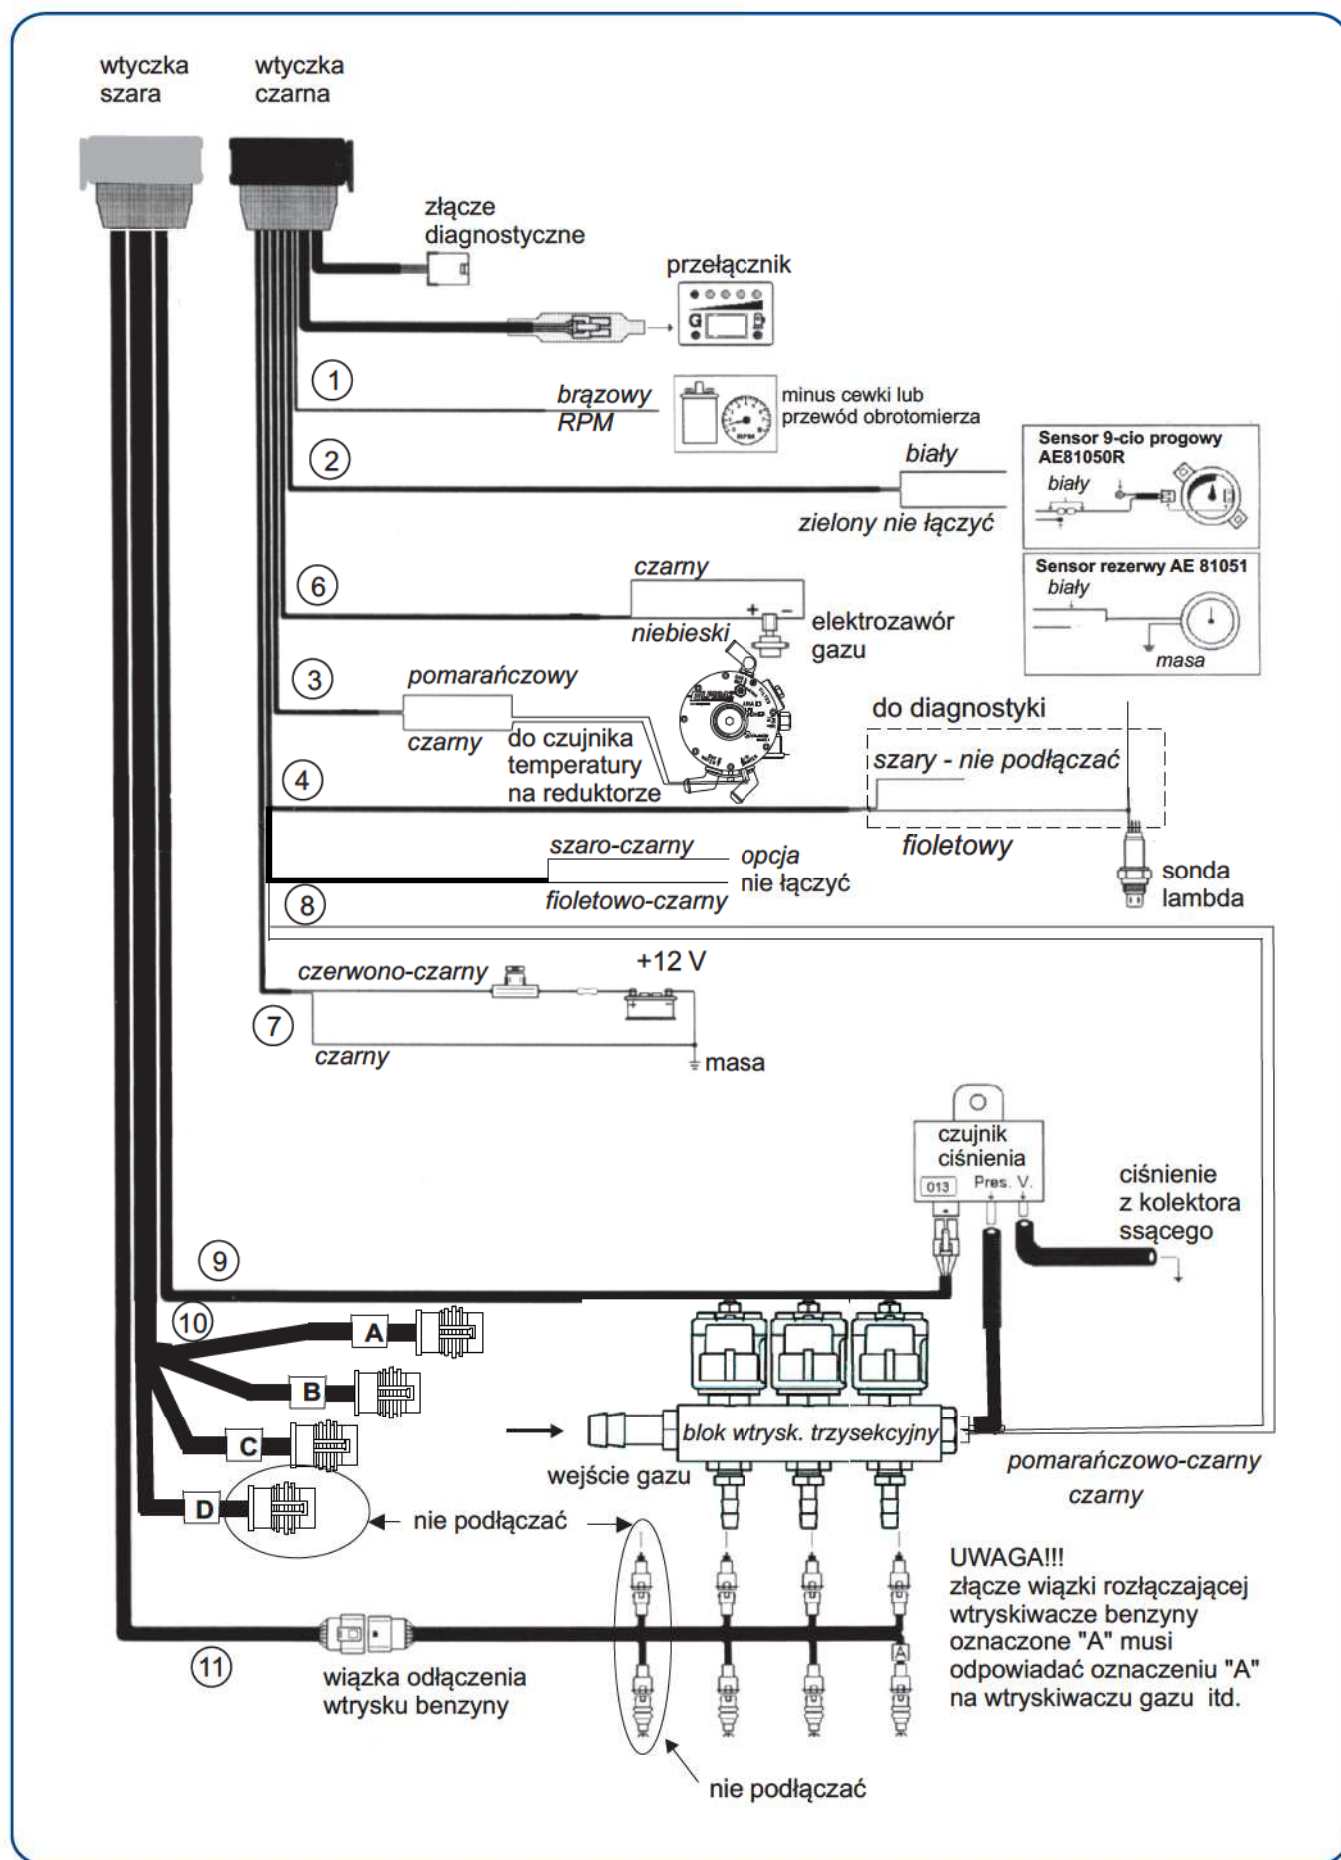 wtyczka
szara
wtyczka
czarna
złącze
diagnostyczne
przełącznik
G
1
brązowy
RPM
RPM
minus cewki lub
przewód obrotomierza
2
biały
zielony nie łączyć
Sensor 9-cio progowy
AE81050R
biały
Sensor rezerwy AE 81051
biały
masa
6
czarny
+ −
niebieski
elektrozawór
gazu
3
pomarańczowy
czarny
do czujnika
temperatury
na reduktorze
do diagnostyki
szary - nie podłączać
4
fioletowy
sonda
lambda
szaro-czarny
opcja
nie łączyć
fioletowo-czarny
8
czerwono-czarny
+12 V
+ −
7
czarny
masa
czujnik
ciśnienia
013
Pres. V.
ciśnienie
z kolektora
ssącego
9
10
A
B
C
D
blok wtrysk. trzysekcyjny
wejście gazu
pomarańczowo-czarny
czarny
nie podłączać
UWAGA!!!
złącze wiązki rozłączającej
wtryskiwacze benzyny
oznaczone "A" musi
odpowiadać oznaczeniu "A"
na wtryskiwaczu gazu itd.
A
11
wiązka odłączenia
wtrysku benzyny
nie podłączać